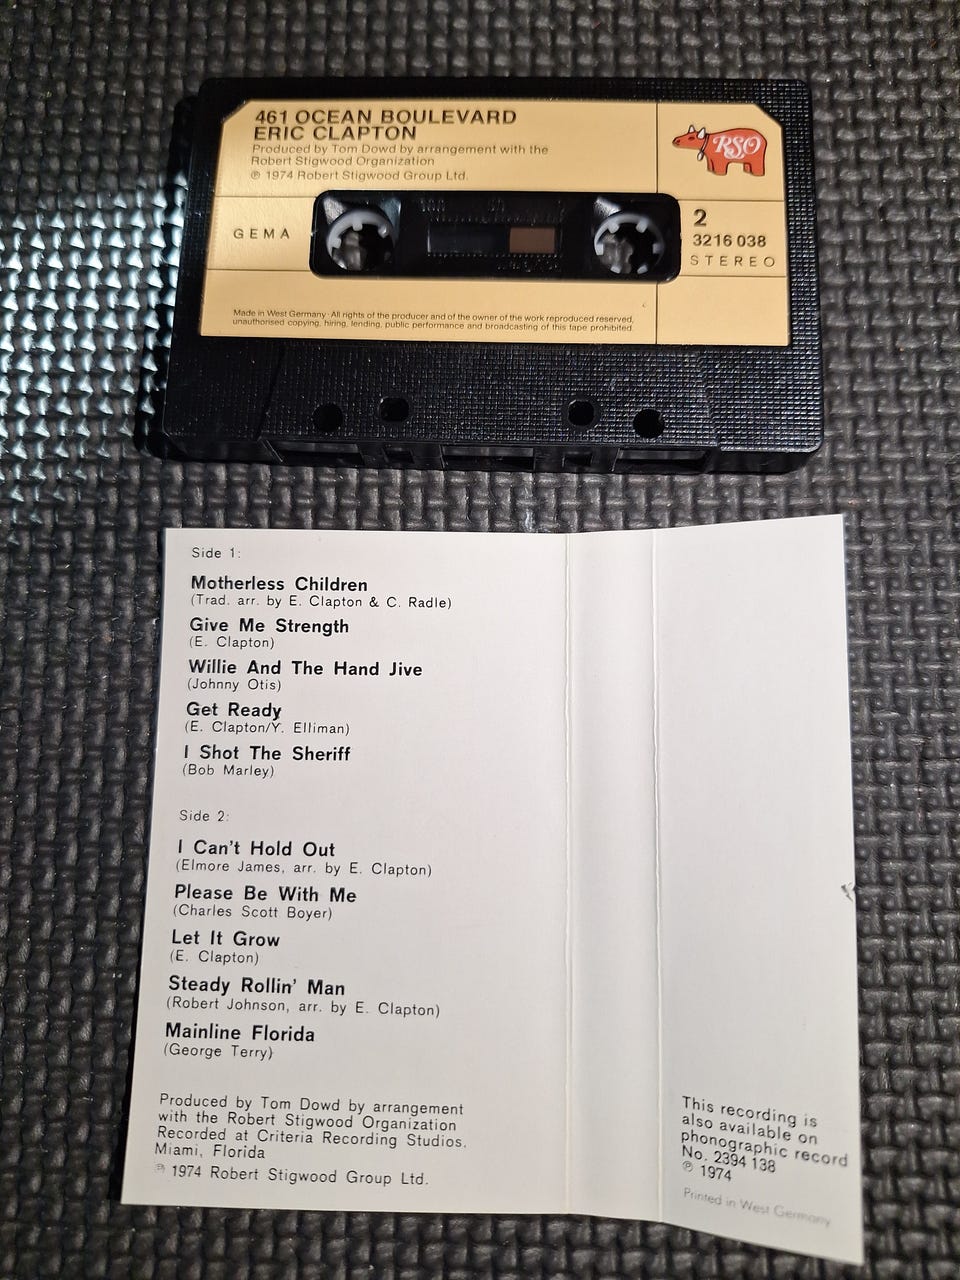 461 OCEAN BOULEVARD
ERIC CLAPTON
Produced by Tom Dowd by arrangement with the
Robert Stigwood Organization
℗ 1974 Robert Stigwood Group Ltd.
RSO
GEMA
2
3216 038
STEREO
Made in West Germany · All rights of the producer and of the owner of the work reproduced reserved,
unauthorised copying, hiring, lending, public performance and broadcasting of this tape prohibited.
Side 1:
Motherless Children
(Trad. arr. by E. Clapton & C. Radle)
Give Me Strength
(E. Clapton)
Willie And The Hand Jive
(Johnny Otis)
Get Ready
(E. Clapton/Y. Elliman)
I Shot The Sheriff
(Bob Marley)
Side 2:
I Can't Hold Out
(Elmore James, arr. by E. Clapton)
Please Be With Me
(Charles Scott Boyer)
Let It Grow
(E. Clapton)
Steady Rollin' Man
(Robert Johnson, arr. by E. Clapton)
Mainline Florida
(George Terry)
Produced by Tom Dowd by arrangement
with the Robert Stigwood Organization
Recorded at Criteria Recording Studios.
Miami, Florida
℗ 1974 Robert Stigwood Group Ltd.
This recording is
also available on
phonographic record
No. 2394 138
℗ 1974
Printed in West Germany